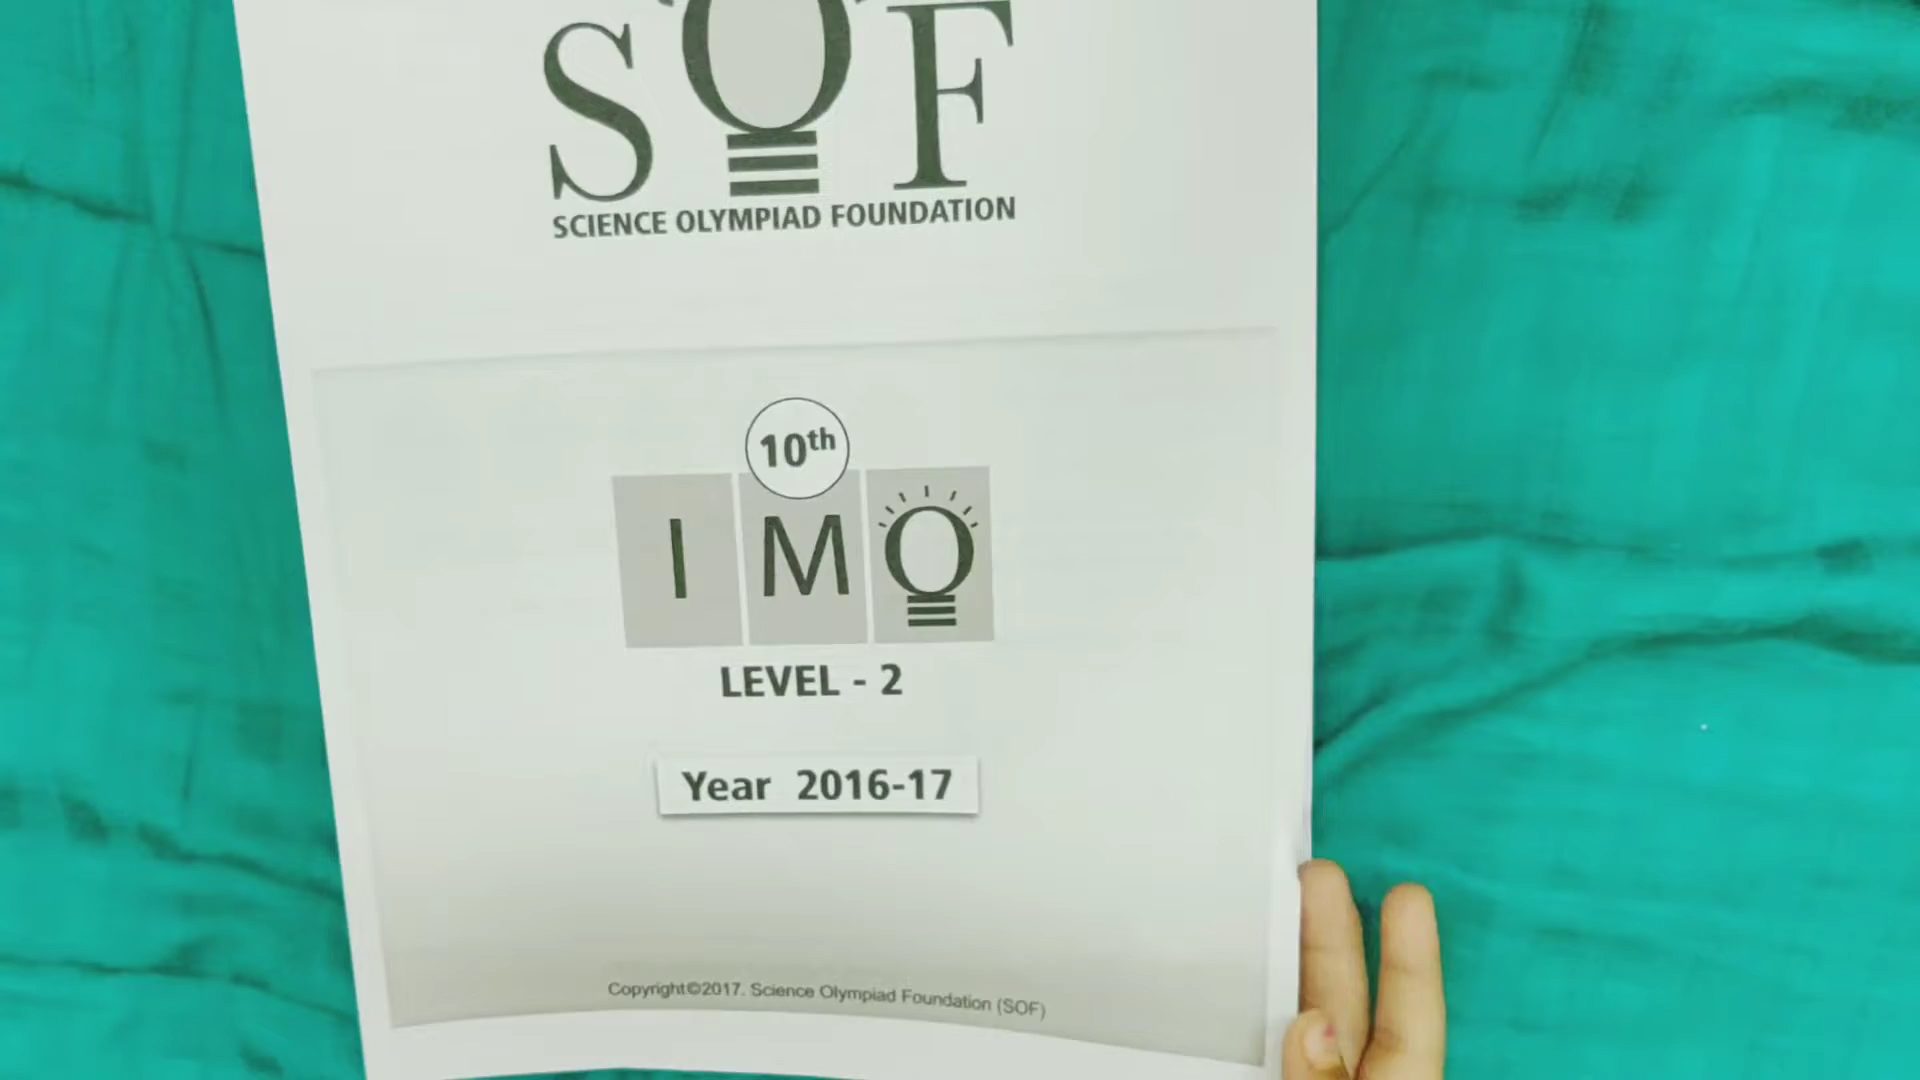 SOF
SCIENCE OLYMPIAD FOUNDATION
10th
IMO
LEVEL - 2
Year 2016-17
Copyright©2017. Science Olympiad Foundation (SOF)